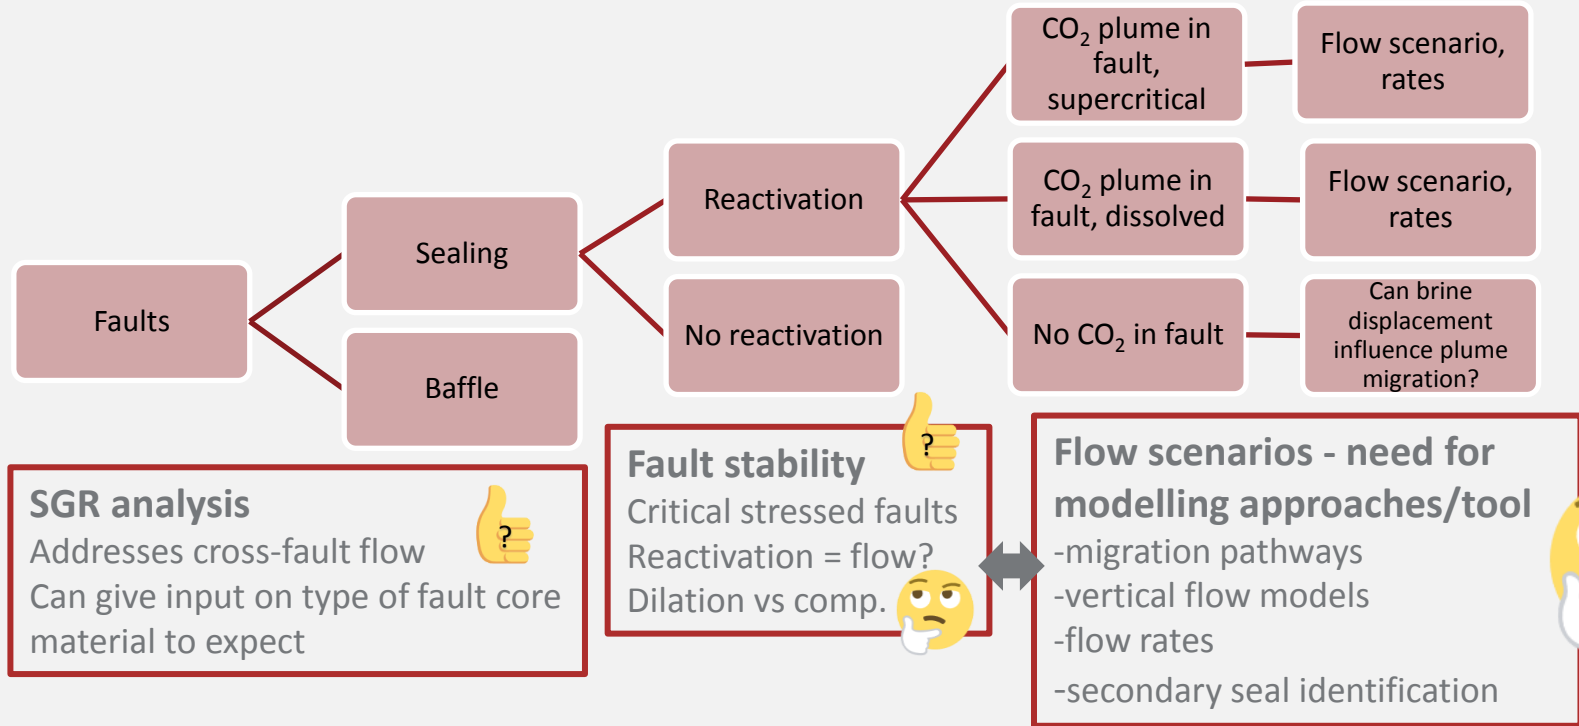 Faults
Sealing
Baffle
Reactivation
No reactivation
CO₂ plume in
fault,
supercritical
Flow scenario,
rates
CO₂ plume in
fault, dissolved
Flow scenario,
rates
No CO₂ in fault
Can brine
displacement
influence plume
migration?
SGR analysis
Addresses cross-fault flow
Can give input on type of fault core
material to expect
?
Fault stability
Critical stressed faults
Reactivation = flow?
Dilation vs comp.
?
Flow scenarios - need for
modelling approaches/tool
-migration pathways
-vertical flow models
-flow rates
-secondary seal identification